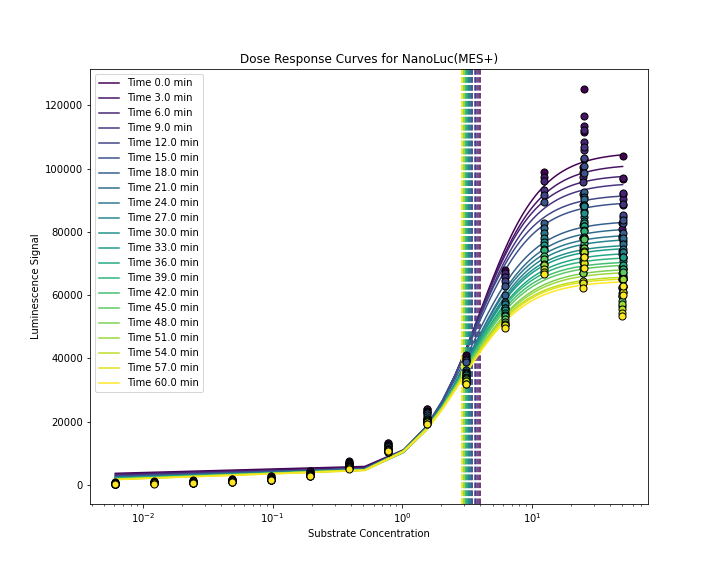 Dose Response Curves for NanoLuc(MES+)
Time 0.0 min
Time 3.0 min
Time 6.0 min
Time 9.0 min
Time 12.0 min
Time 15.0 min
Time 18.0 min
Time 21.0 min
Time 24.0 min
Time 27.0 min
Time 30.0 min
Time 33.0 min
Time 36.0 min
Time 39.0 min
Time 42.0 min
Time 45.0 min
Time 48.0 min
Time 51.0 min
Time 54.0 min
Time 57.0 min
Time 60.0 min
120000
100000
80000
60000
40000
20000
0
Luminescence Signal
10⁻² 10⁻¹ 10⁰ 10¹
Substrate Concentration